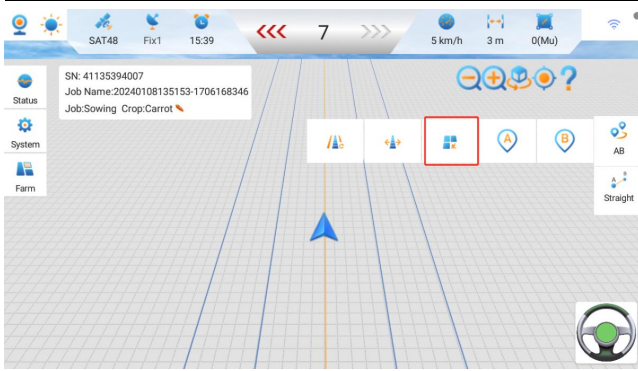 SAT48
Fix1
15:39
7
5 km/h
3 m
0(Mu)
Status
System
Farm
SN: 41135394007
Job Name:20240108135153-1706168346
Job:Sowing Crop:Carrot
?
A
B
AB
A B
Straight